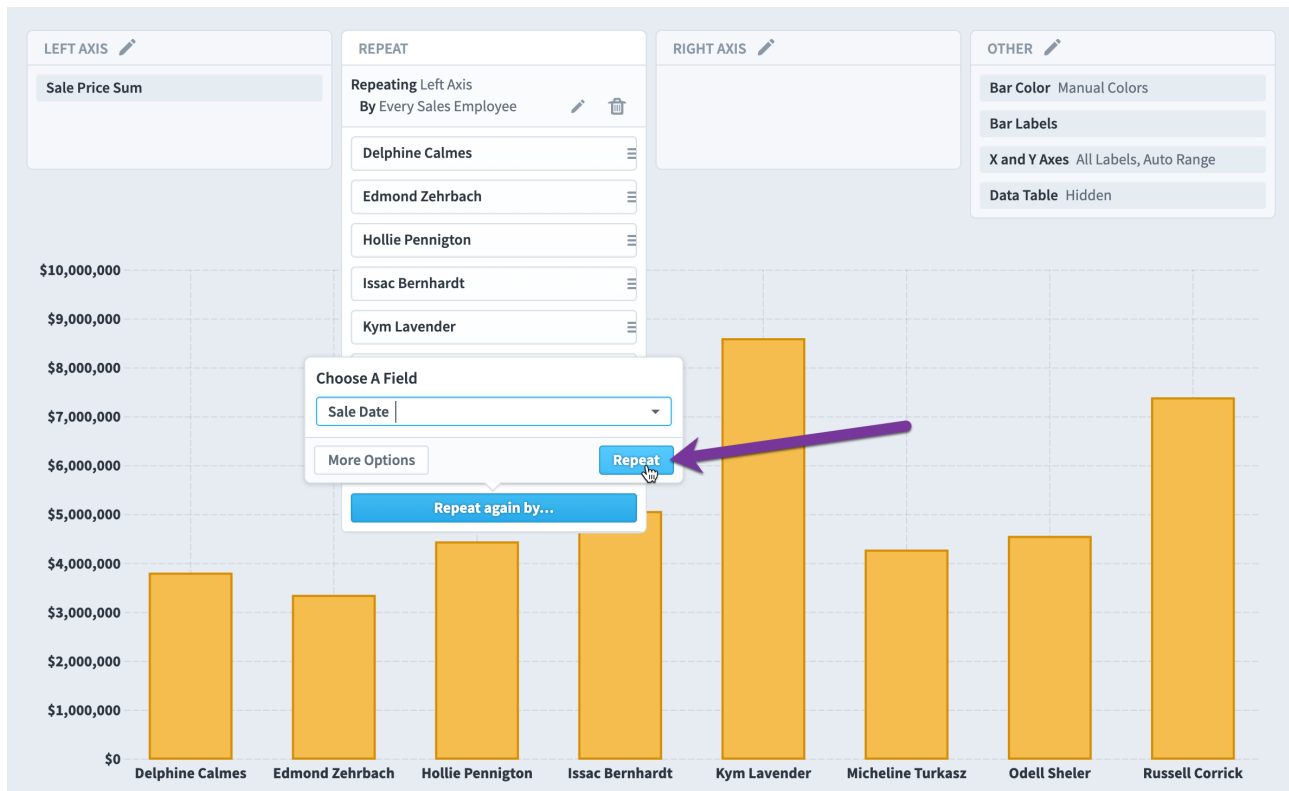 LEFT AXIS
Sale Price Sum
REPEAT
Repeating Left Axis
By Every Sales Employee
Delphine Calmes
Edmond Zehrbach
Hollie Pennigton
Issac Bernhardt
Kym Lavender
Choose A Field
Sale Date
More Options
Repeat
Repeat again by...
RIGHT AXIS
OTHER
Bar Color Manual Colors
Bar Labels
X and Y Axes All Labels, Auto Range
Data Table Hidden
$10,000,000
$9,000,000
$8,000,000
$7,000,000
$6,000,000
$5,000,000
$4,000,000
$3,000,000
$2,000,000
$1,000,000
$0
Delphine Calmes Edmond Zehrbach Hollie Pennigton Issac Bernhardt Kym Lavender Micheline Turkasz Odell Sheler Russell Corrick